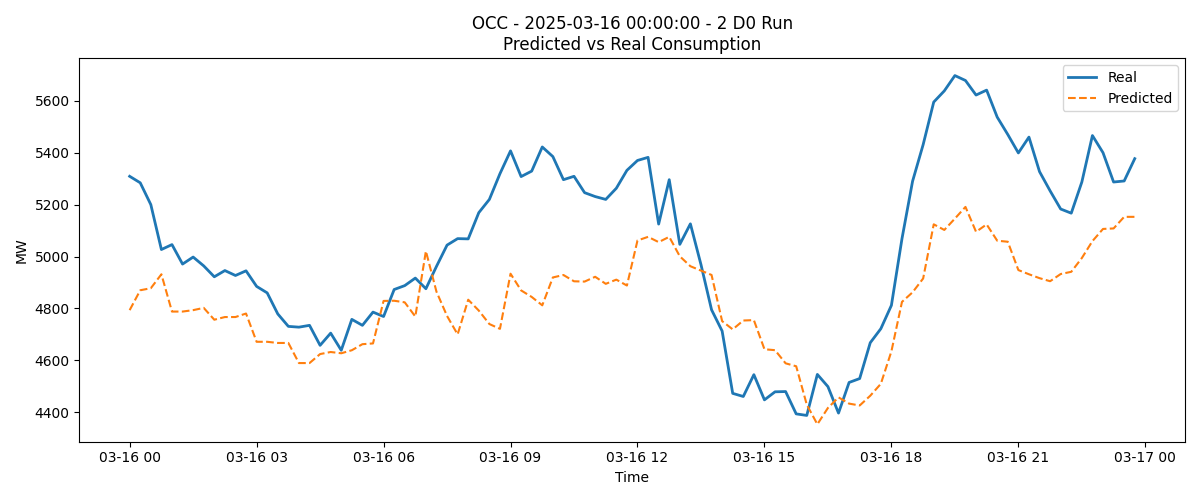 OCC - 2025-03-16 00:00:00 - 2 D0 Run
Predicted vs Real Consumption
Real
Predicted
MW
5600
5400
5200
5000
4800
4600
4400
03-16 00
03-16 03
03-16 06
03-16 09
03-16 12
03-16 15
03-16 18
03-16 21
03-17 00
Time